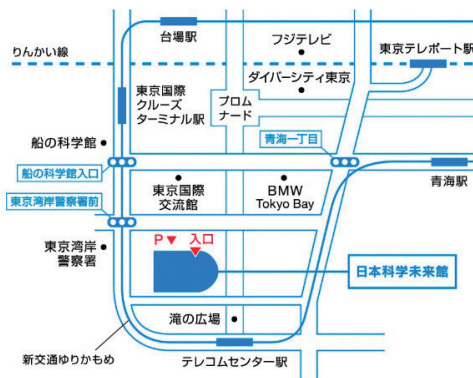 台場駅
フジテレビ
りんかい線
東京テレポート駅
ダイバーシティ東京
東京国際
クルーズ
ターミナル駅
プロム
ナード
船の科学館
青海一丁目
船の科学館入口
青海駅
東京国際
交流館
BMW
Tokyo Bay
東京湾岸警察署前
P 入口
東京湾岸
警察署
日本科学未来館
滝の広場
新交通ゆりかもめ
テレコムセンター駅